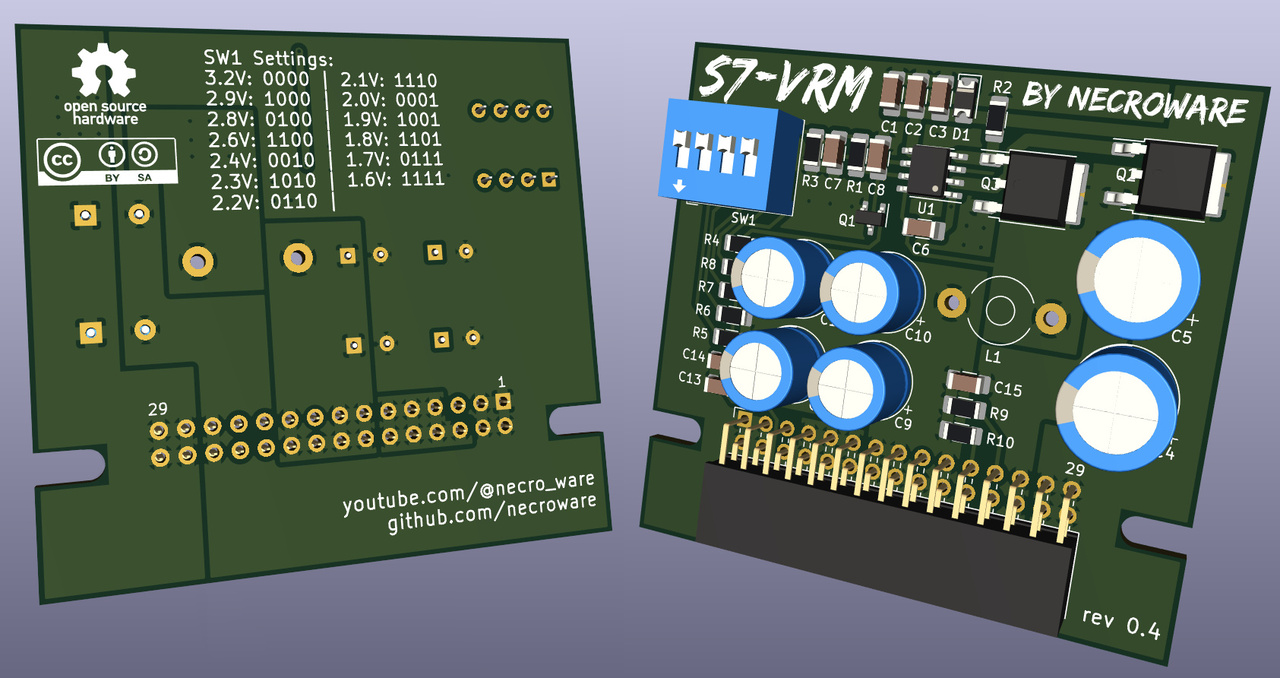 open source
hardware
CC
BY SA
SW1 Settings:
3.2V: 0000 | 2.1V: 1110
2.9V: 1000 | 2.0V: 0001
2.8V: 0100 | 1.9V: 1001
2.6V: 1100 | 1.8V: 1101
2.4V: 0010 | 1.7V: 0111
2.3V: 1010 | 1.6V: 1111
2.2V: 0110 |
1
29
youtube.com/@necro_ware
github.com/necroware
S7-VRM
BY NECROWARE
R2
C1 C2 C3 D1
R3 C7 R1 C8
U1
Q3
Q2
SW1
Q1
C6
R4
R8
R7
R6
R5
C14
C13
+
C10
L1
+
C5
C15
R9
R10
+
C9
29
rev 0.4